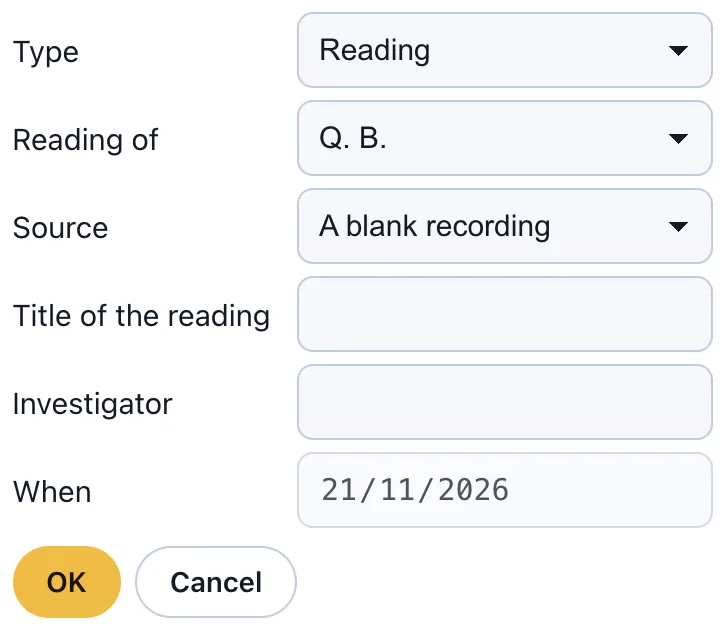 Type Reading
Reading of Q. B.
Source A blank recording
Title of the reading
Investigator
When 21/11/2026
OK Cancel